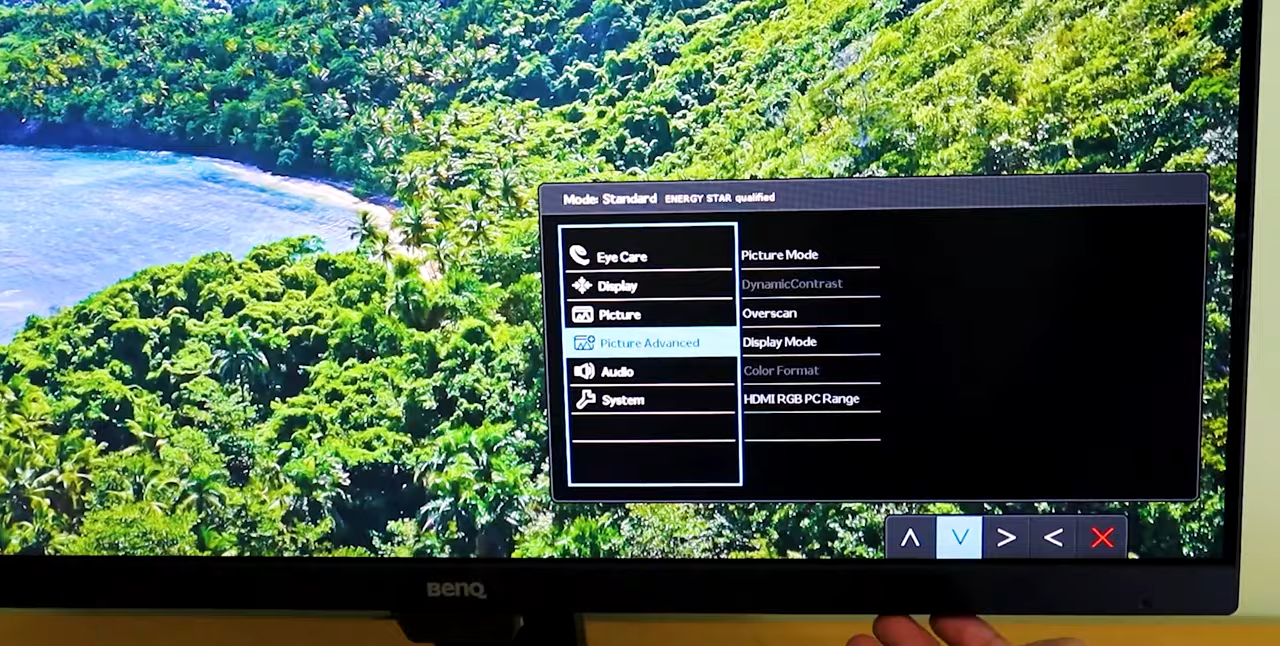 Mode: Standard ENERGY STAR qualified
Eye Care
Display
Picture
Picture Advanced
Audio
System
Picture Mode
DynamicContrast
Overscan
Display Mode
Color Format
HDMI RGB PC Range
BenQ